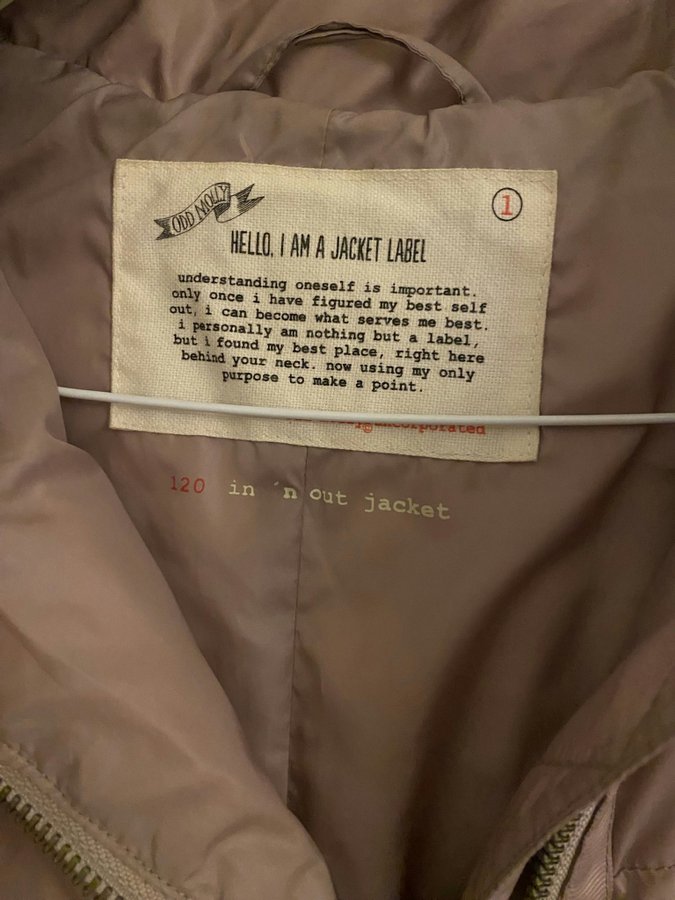 ODD MOLLY
1
HELLO, I AM A JACKET LABEL
understanding oneself is important.
only once i have figured my best self
out, i can become what serves me best.
i personally am nothing but a label,
but i found my best place, right here
behind your neck. now using my only
purpose to make a point.
incorporated
120 in 'n out jacket